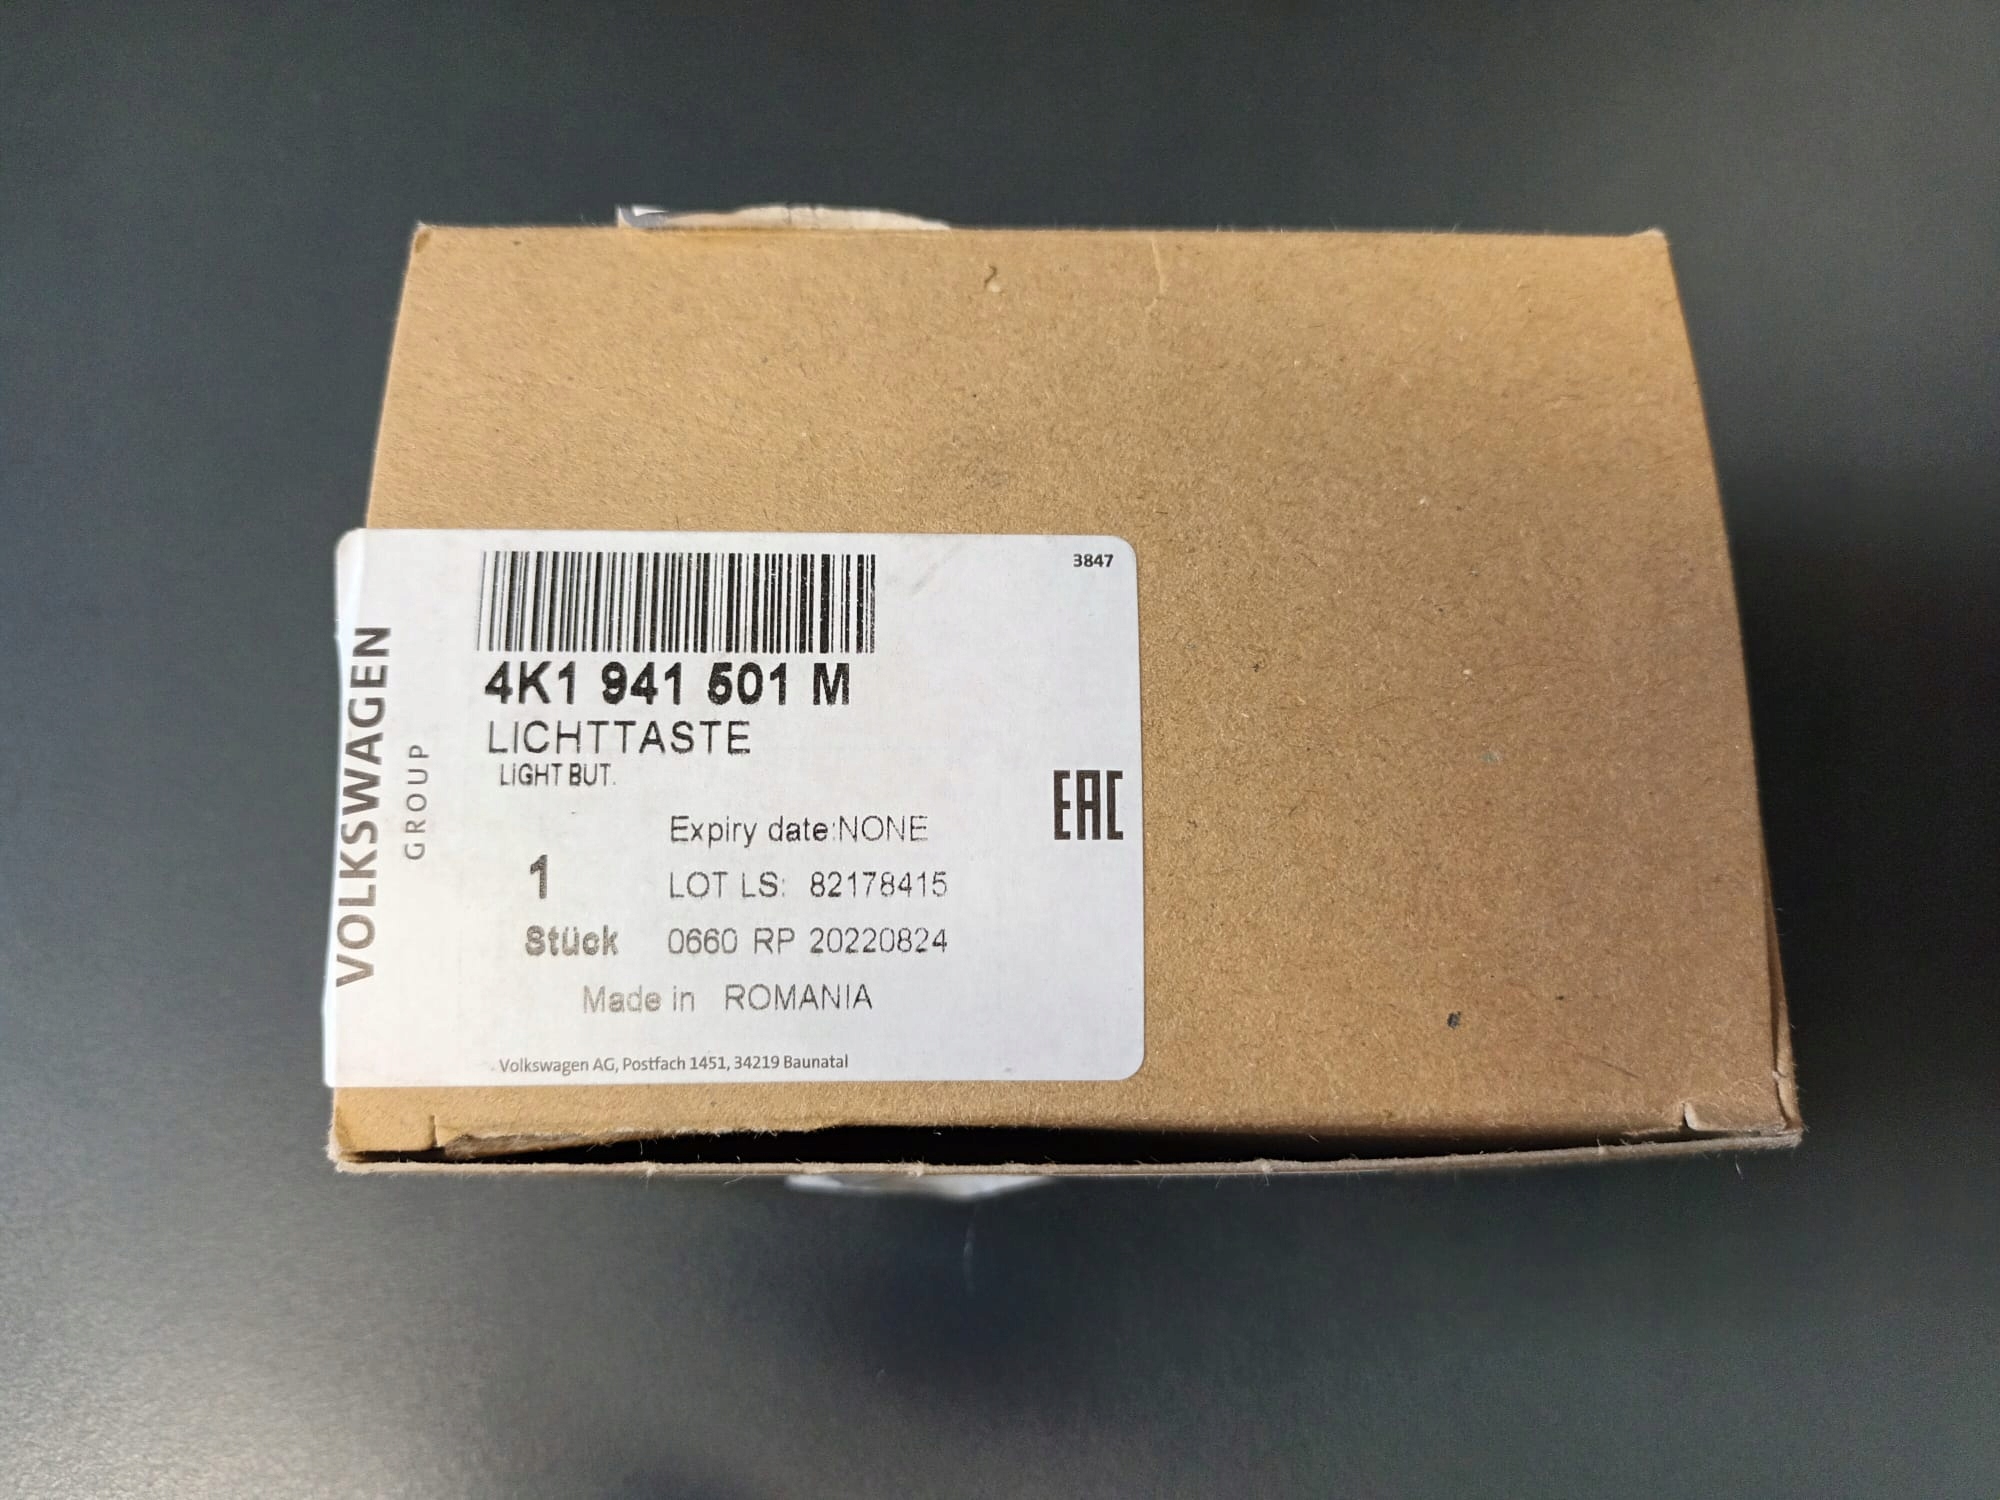 3847
4K1 941 501 M
LICHTTASTE
LIGHT BUT.
Expiry date:NONE
1
LOT LS: 82178415
Stück
0660 RP 20220824
Made in ROMANIA
Volkswagen AG, Postfach 1451, 34219 Baunatal
VOLKSWAGEN
GROUP
EAC